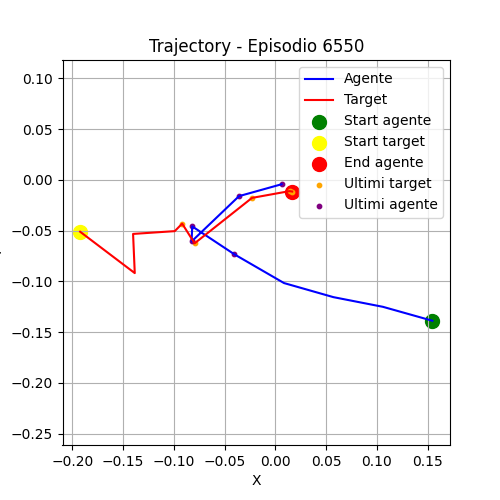 Trajectory - Episodio 6550
0.10
0.05
0.00
−0.05
−0.10
−0.15
−0.20
−0.25
−0.20 −0.15 −0.10 −0.05 0.00 0.05 0.10 0.15
X
Agente
Target
Start agente
Start target
End agente
Ultimi target
Ultimi agente